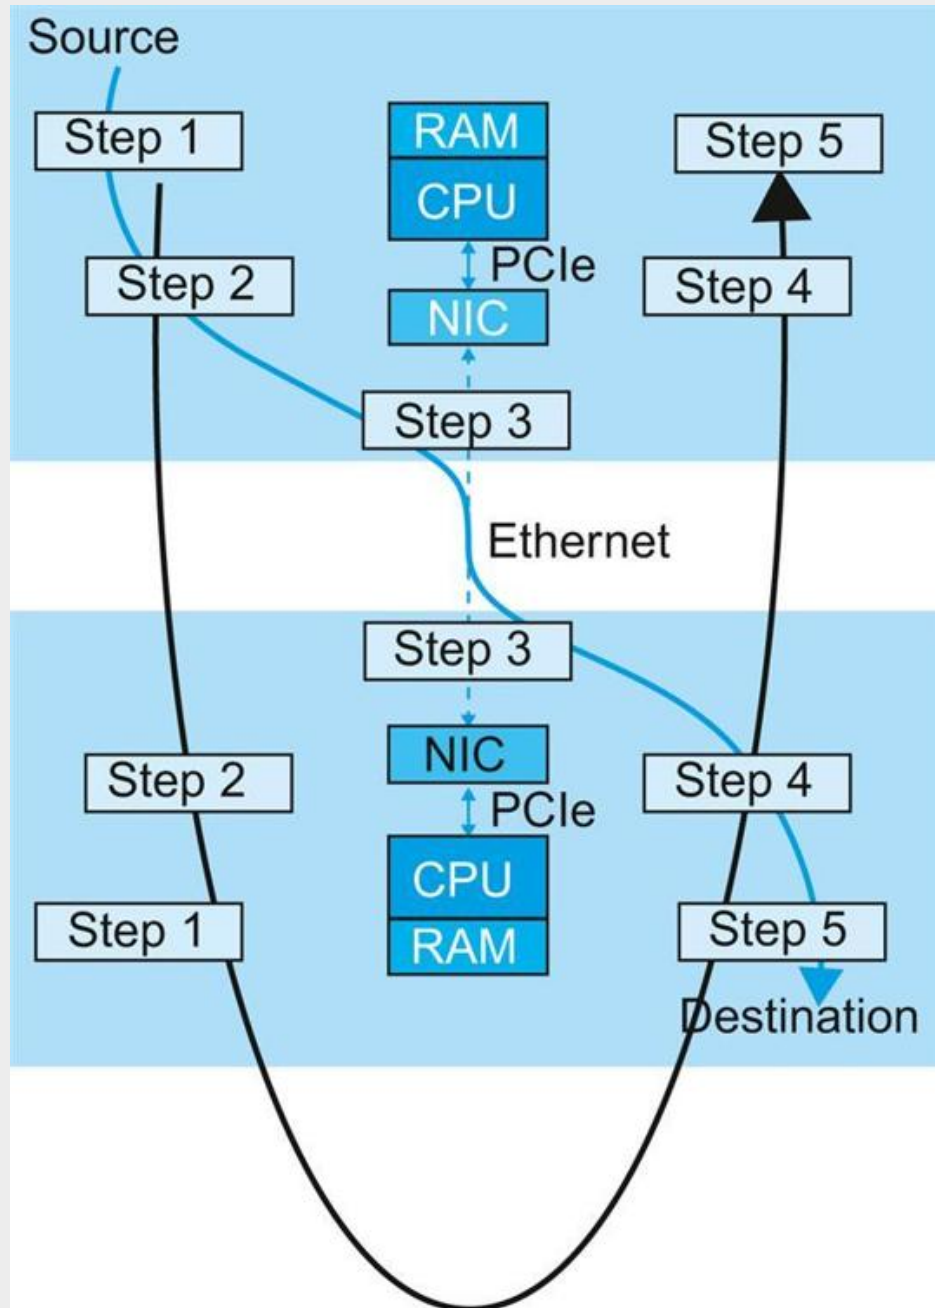 Source
Step 1
RAM
Step 5
CPU
PCIe
Step 2
Step 4
NIC
Step 3
Ethernet
Step 3
NIC
Step 2
Step 4
PCIe
CPU
Step 1
Step 5
RAM
Destination